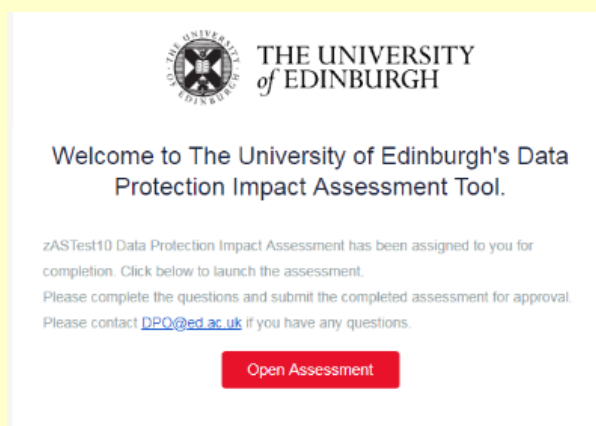 THE UNIVERSITY
of EDINBURGH
Welcome to The University of Edinburgh's Data
Protection Impact Assessment Tool.
zASTest10 Data Protection Impact Assessment has been assigned to you for
completion. Click below to launch the assessment.
Please complete the questions and submit the completed assessment for approval.
Please contact DPO@ed.ac.uk if you have any questions.
Open Assessment